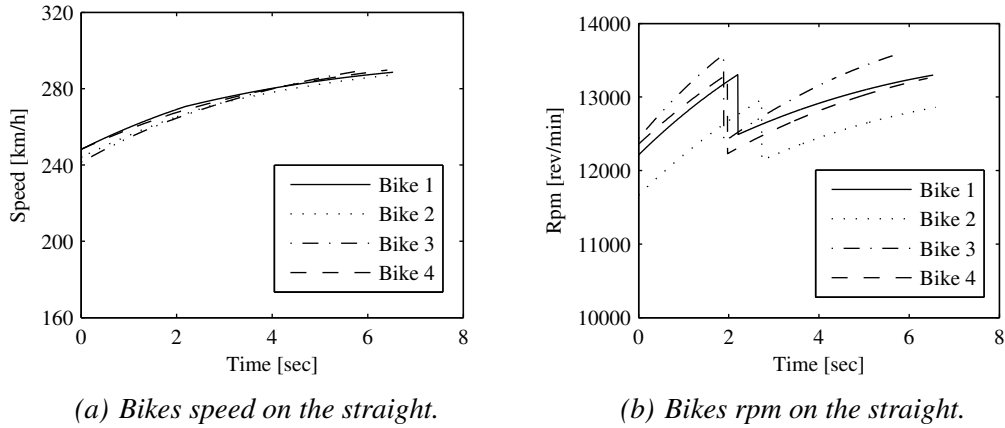 320
280
240
200
160
0
2
4
6
8
Speed [km/h]
Time [sec]
Bike 1
Bike 2
Bike 3
Bike 4
(a) Bikes speed on the straight.
14000
13000
12000
11000
10000
0
2
4
6
8
Rpm [rev/min]
Time [sec]
Bike 1
Bike 2
Bike 3
Bike 4
(b) Bikes rpm on the straight.